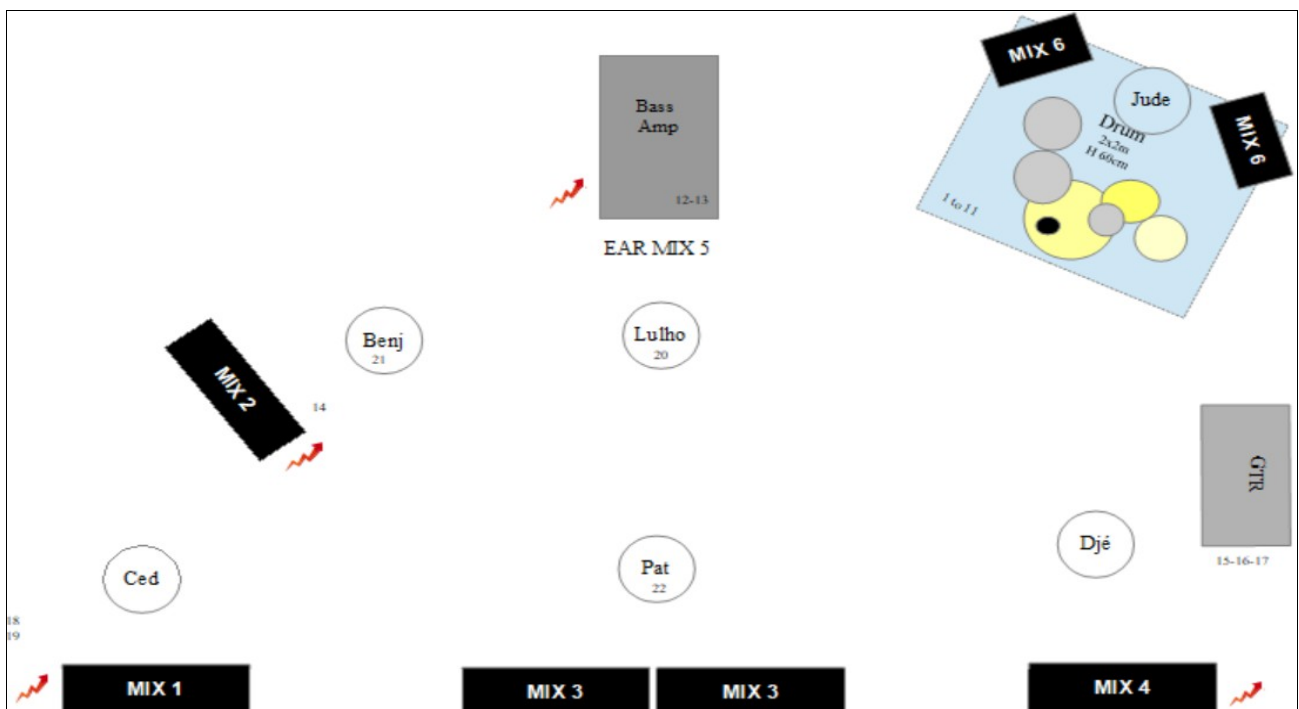 MIX 6
Jude
Bass
Amp
Drum
2x2m
H 60cm
MIX 6
12-13
1 to 11
EAR MIX 5
Benj
21
Lulho
20
MIX 2
14
GTR
Djé
15-16-17
Ced
Pat
22
18
19
MIX 1
MIX 3
MIX 3
MIX 4